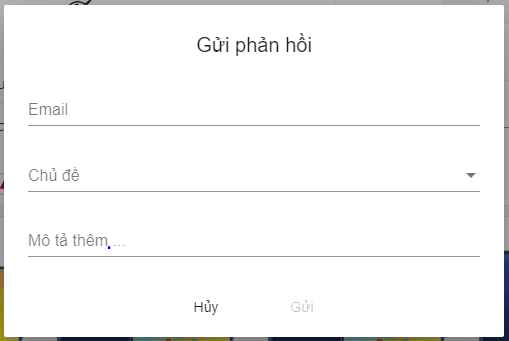 Gửi phản hồi
Email
Chủ đề
Mô tả thêm ...
Hủy Gửi